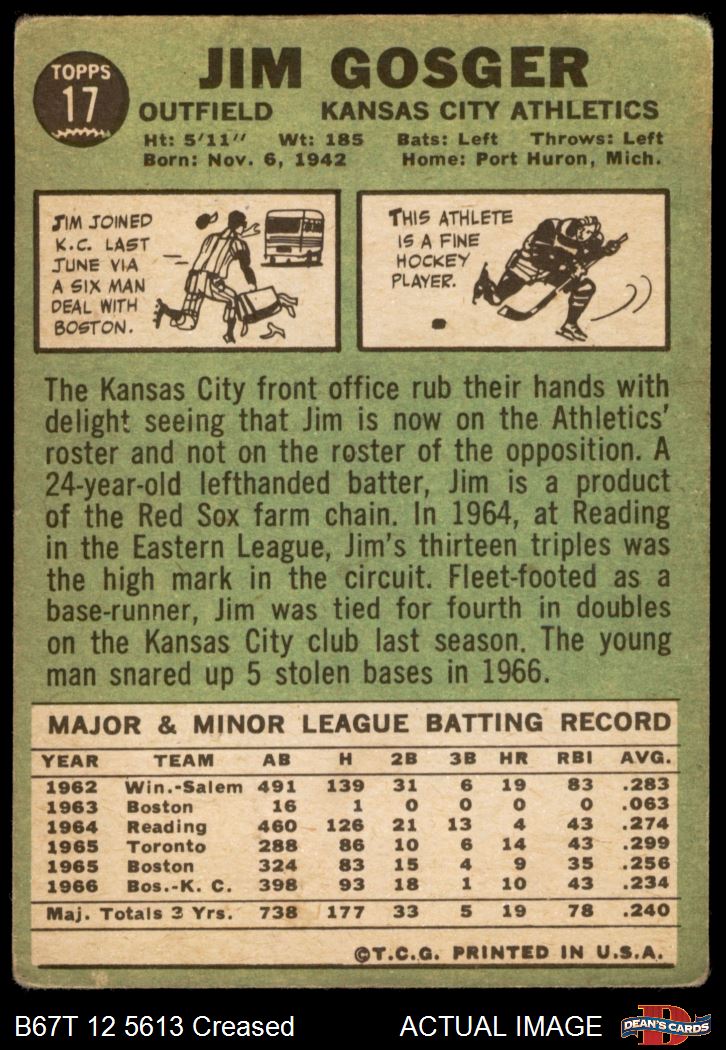 TOPPS
17
JIM GOSGER
OUTFIELD KANSAS CITY ATHLETICS
Ht: 5'11" Wt: 185 Bats: Left Throws: Left
Born: Nov. 6, 1942 Home: Port Huron, Mich.
JIM JOINED
K.C. LAST
JUNE VIA
A SIX MAN
DEAL WITH
BOSTON.
THIS ATHLETE
IS A FINE
HOCKEY
PLAYER.
The Kansas City front office rub their hands with
delight seeing that Jim is now on the Athletics'
roster and not on the roster of the opposition. A
24-year-old lefthanded batter, Jim is a product
of the Red Sox farm chain. In 1964, at Reading
in the Eastern League, Jim's thirteen triples was
the high mark in the circuit. Fleet-footed as a
base-runner, Jim was tied for fourth in doubles
on the Kansas City club last season. The young
man snared up 5 stolen bases in 1966.
MAJOR & MINOR LEAGUE BATTING RECORD
YEAR TEAM AB H 2B 3B HR RBI AVG.
1962 Win.-Salem 491 139 31 6 19 83 .283
1963 Boston 16 1 0 0 0 0 .063
1964 Reading 460 126 21 13 4 43 .274
1965 Toronto 288 86 10 6 14 43 .299
1965 Boston 324 83 15 4 9 35 .256
1966 Bos.-K. C. 398 93 18 1 10 43 .234
Maj. Totals 3 Yrs. 738 177 33 5 19 78 .240
©T.C.G. PRINTED IN U.S.A.
B67T 12 5613 Creased ACTUAL IMAGE
D
DEAN'S CARDS